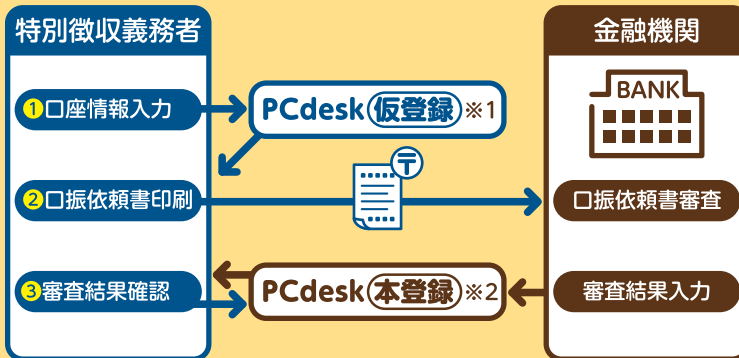 特別徴収義務者
金融機関
BANK
❶口座情報入力
PCdesk 仮登録 ※1
❷口振依頼書印刷
〒
口振依頼書審査
❸審査結果確認
PCdesk 本登録 ※2
審査結果入力